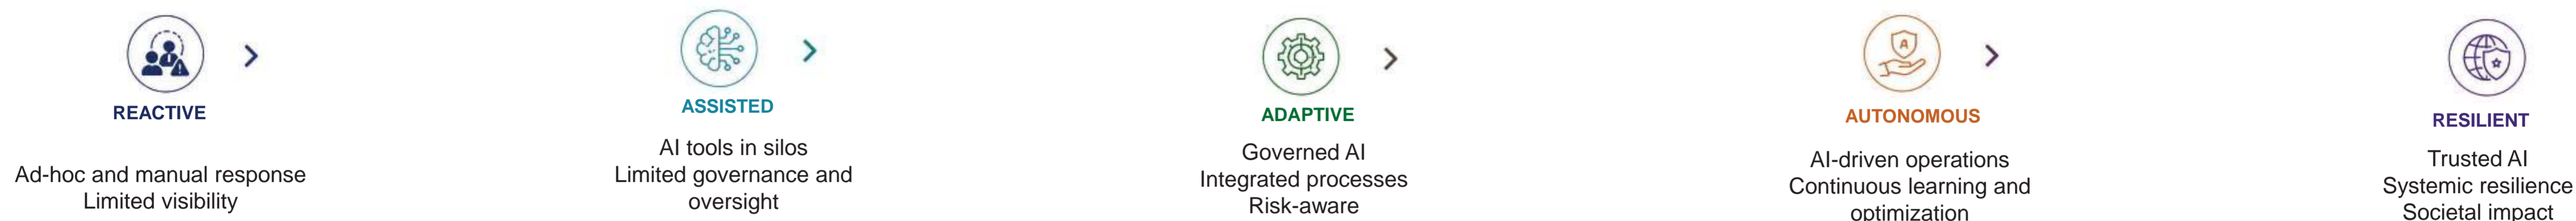 REACTIVE
Ad-hoc and manual response
Limited visibility
ASSISTED
AI tools in silos
Limited governance and
oversight
ADAPTIVE
Governed AI
Integrated processes
Risk-aware
A
AUTONOMOUS
AI-driven operations
Continuous learning and
optimization
RESILIENT
Trusted AI
Systemic resilience
Societal impact